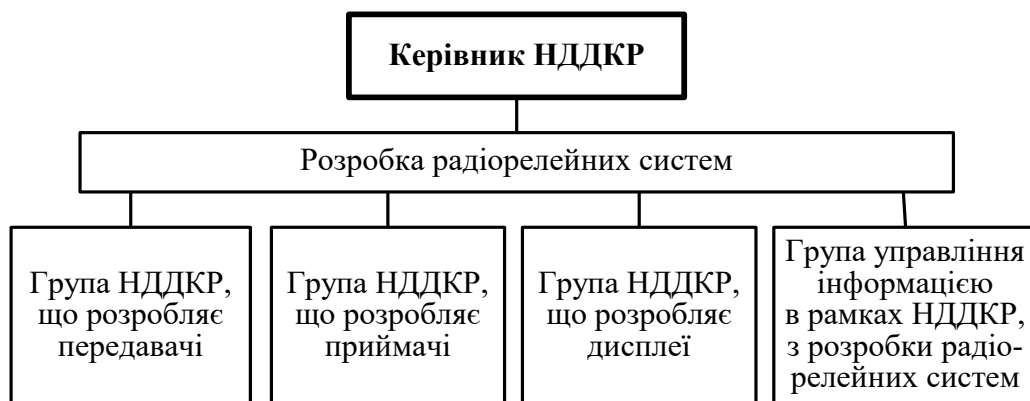 Керівник НДДКР
Розробка радіорелейних систем
Група НДДКР,
що розробляє
передавачі
Група НДДКР,
що розробляє
приймачі
Група НДДКР,
що розробляє
дисплеї
Група управління
інформацією
в рамках НДДКР,
з розробки радіо-
релейних систем